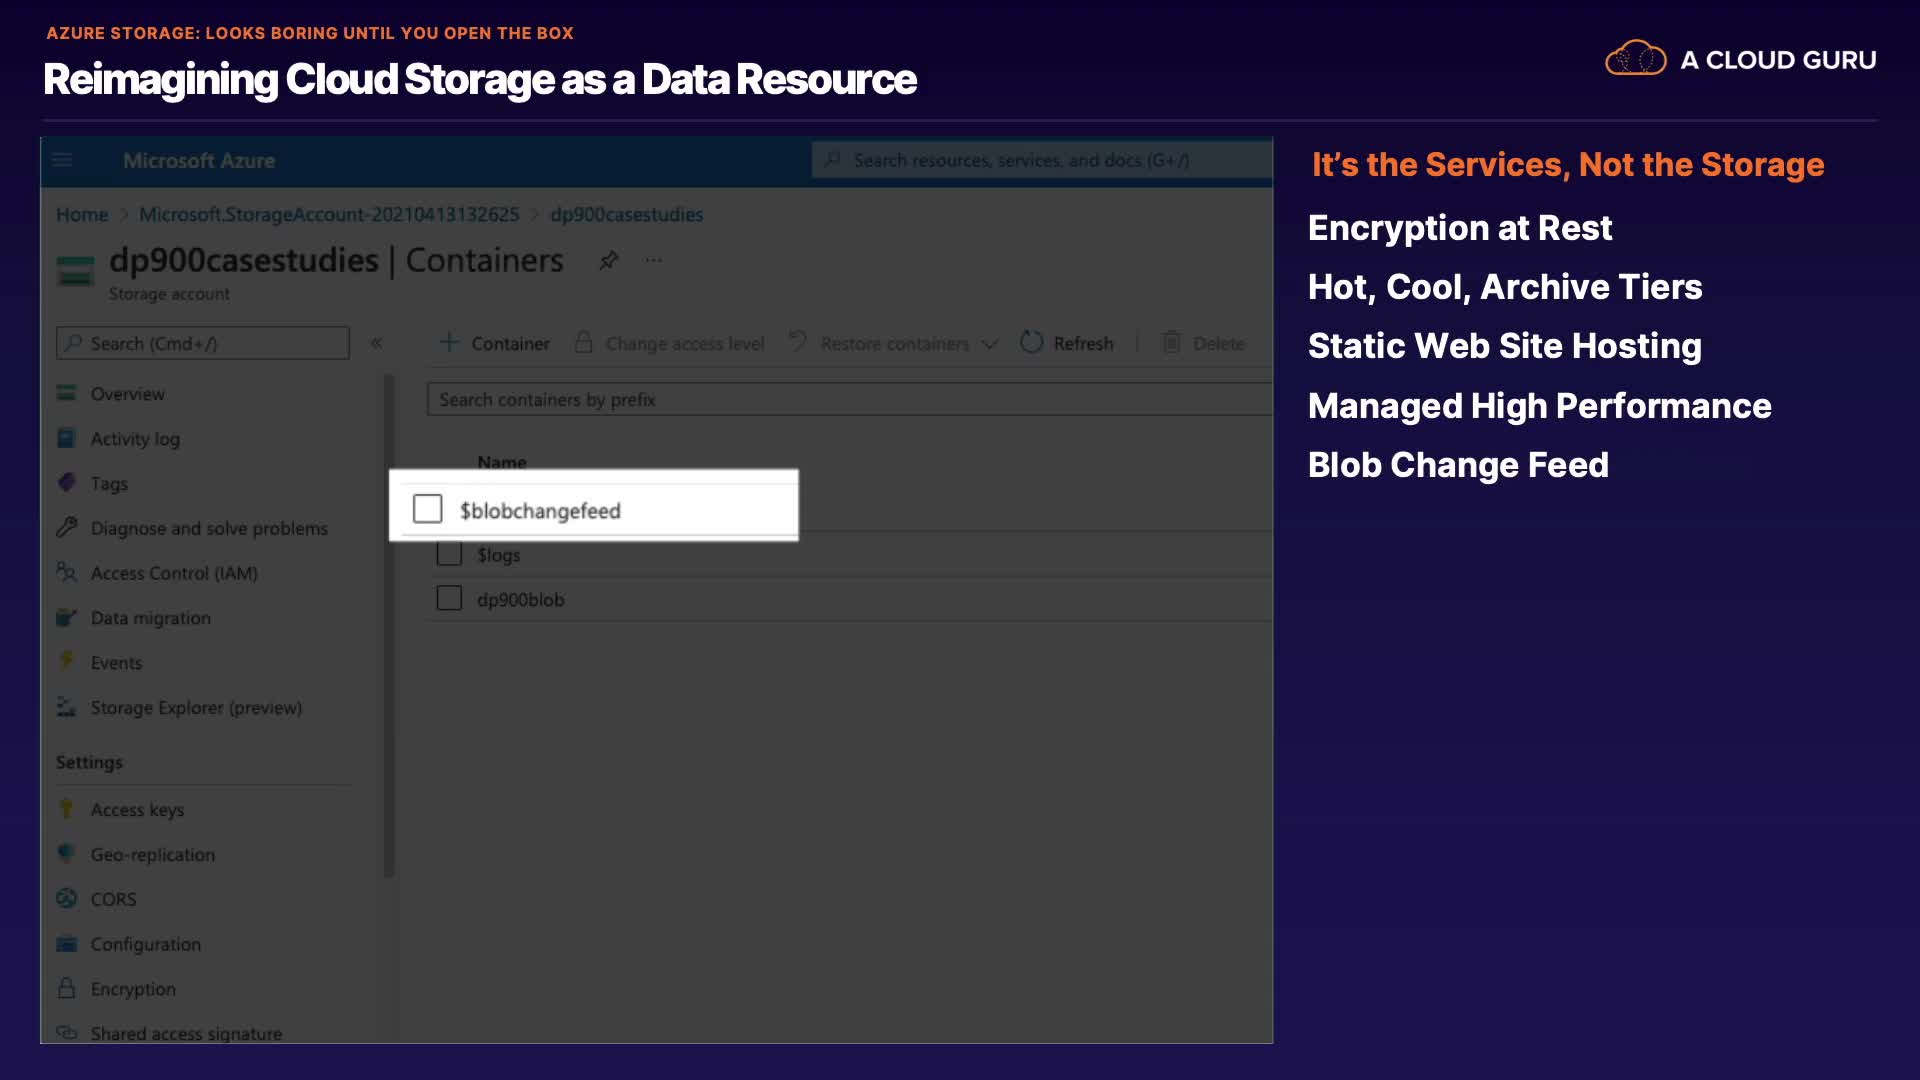 AZURE STORAGE: LOOKS BORING UNTIL YOU OPEN THE BOX
Reimagining Cloud Storage as a Data Resource
A CLOUD GURU
Microsoft Azure
Search resources, services, and docs (G+/)
Home > Microsoft.StorageAccount-20210413132625 > dp900casestudies
dp900casestudies | Containers
Storage account
Search (Cmd+/)
«
+ Container
Change access level
Restore containers
Refresh
Delete
Overview
Activity log
Tags
Diagnose and solve problems
Access Control (IAM)
Data migration
Events
Storage Explorer (preview)
Settings
Access keys
Geo-replication
CORS
Configuration
Encryption
Shared access signature
Search containers by prefix
Name
$blobchangefeed
$logs
dp900blob
It’s the Services, Not the Storage
Encryption at Rest
Hot, Cool, Archive Tiers
Static Web Site Hosting
Managed High Performance
Blob Change Feed